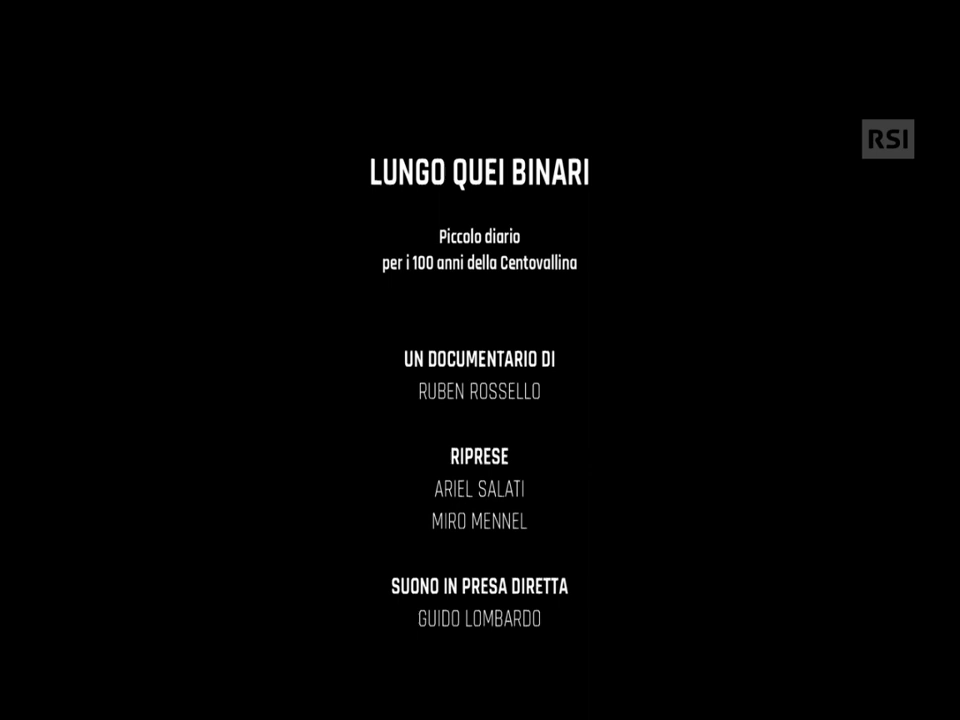 RSI
LUNGO QUEI BINARI
Piccolo diario
per i 100 anni della Centovallina
UN DOCUMENTARIO DI
RUBEN ROSSELLO
RIPRESE
ARIEL SALATI
MIRO MENNEL
SUONO IN PRESA DIRETTA
GUIDO LOMBARDO